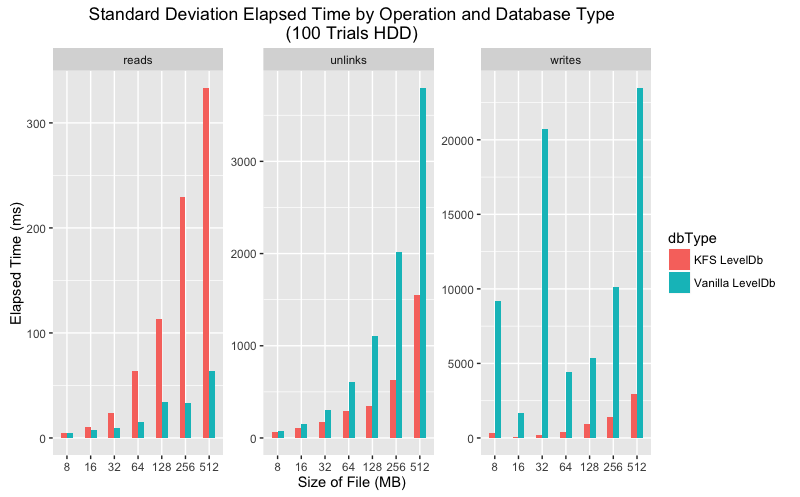 Standard Deviation Elapsed Time by Operation and Database Type
(100 Trials HDD)
reads
unlinks
writes
Elapsed Time (ms)
300
200
100
0
3000
2000
1000
0
20000
15000
10000
5000
0
8 16 32 64 128 256 512
8 16 32 64 128 256 512
8 16 32 64 128 256 512
Size of File (MB)
dbType
KFS LevelDb
Vanilla LevelDb